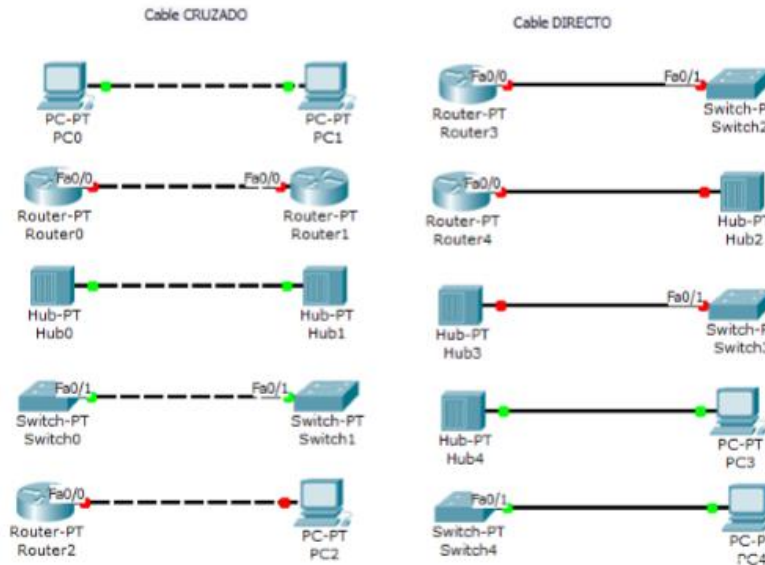 Cable CRUZADO
PC-PT
PC0
PC-PT
PC1
Fa0/0
Fa0/0
Router-PT
Router0
Router-PT
Router1
Hub-PT
Hub0
Hub-PT
Hub1
Fa0/1
Fa0/1
Switch-PT
Switch0
Switch-PT
Switch1
Fa0/0
Router-PT
Router2
PC-PT
PC2
Cable DIRECTO
Fa0/0
Fa0/1
Router-PT
Router3
Switch-P
Switch2
Fa0/0
Router-PT
Router4
Hub-PT
Hub2
Fa0/1
Hub-PT
Hub3
Switch-P
Switch3
Hub-PT
Hub4
PC-PT
PC3
Fa0/1
Switch-PT
Switch4
PC-PT
PC4